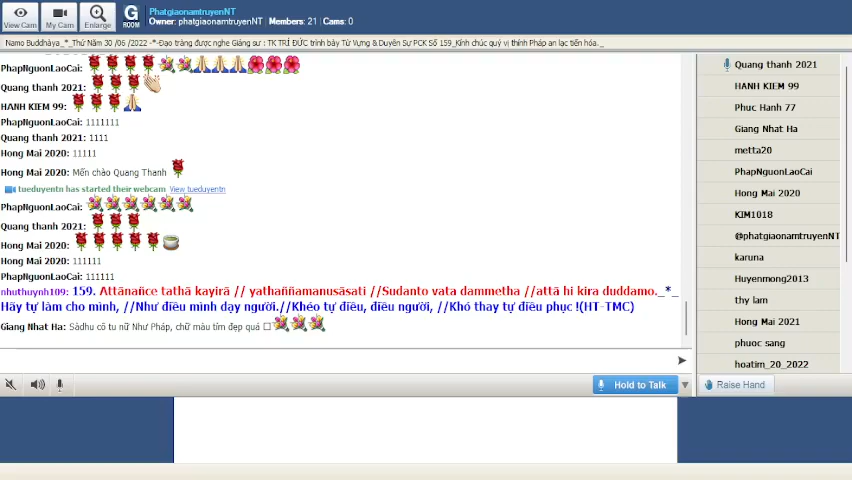 PhatgiaonamtruyenNT
Owner: phatgiaonamtruyenNT | Members: 21 | Cams: 0
View Cam
My Cam
Enlarge
G
ROOM
Namo Buddhàya_*_Thứ Năm 30 /06 /2022 -*-Đạo tràng được nghe Giảng sư : TK TRÍ ĐỨC trình bày Từ Vựng & Duyên Sự PCK Số 159_Kính chúc quý vị thính Pháp an lạc tiến hóa._
PhapNguonLaoCai:
Quang thanh 2021:
HANH KIEM 99:
PhapNguonLaoCai: 1111111
Quang thanh 2021: 1111
Hong Mai 2020: 11111
Hong Mai 2020: Mến chào Quang Thanh
tueduyentn has started their webcam View tueduyentn
PhapNguonLaoCai:
Quang thanh 2021:
Hong Mai 2020:
Hong Mai 2020: 111111
PhapNguonLaoCai: 111111
nhuthuynh109: 159. Attānañce tathā kayirā // yathaññamanusāsati //Sudanto vata dammetha //attā hi kira duddamo._*_
Hãy tự làm cho mình, //Như điều mình dạy người.//Khéo tự điều, điều người, //Khó thay tự điều phục !(HT-TMC)
Giang Nhat Ha: Sàdhu cô tu nữ Như Pháp, chữ màu tím đẹp quá
Hold to Talk
Quang thanh 2021
HANH KIEM 99
Phuc Hanh 77
Giang Nhat Ha
metta20
PhapNguonLaoCai
Hong Mai 2020
KIM1018
@phatgiaonamtruyenNT
karuna
Huyenmong2013
thy lam
Hong Mai 2021
phuoc sang
hoatim_20_2022
Raise Hand